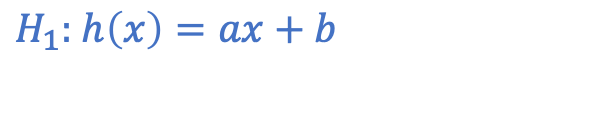 H₁: h(x) = ax + b